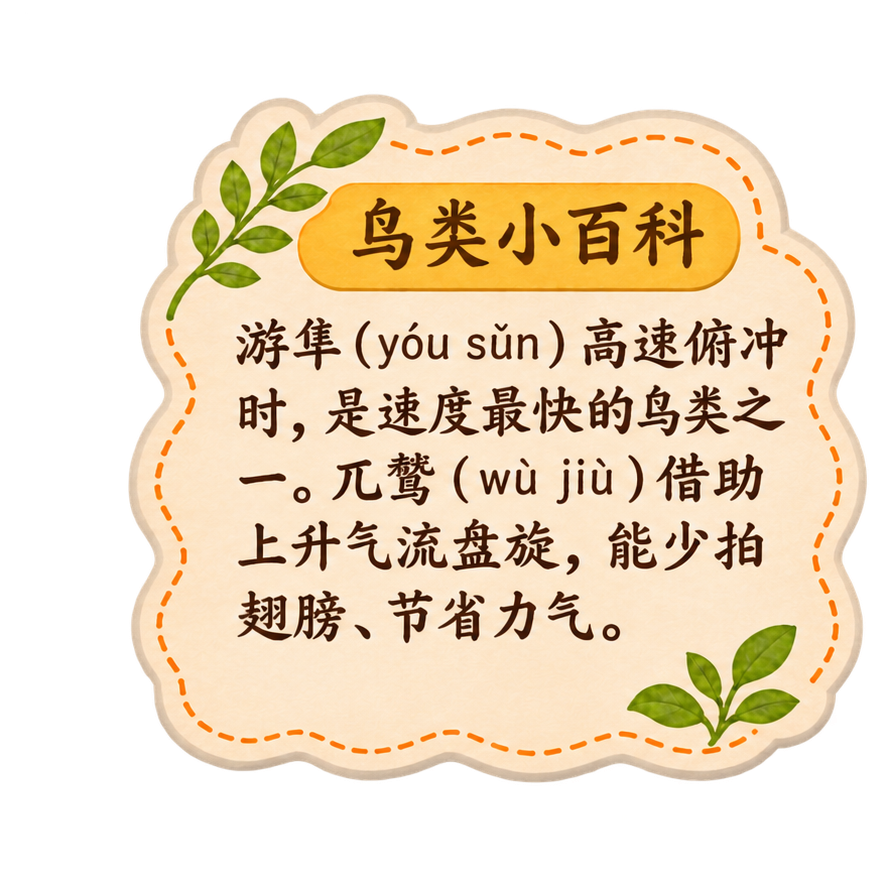 鸟类小百科
游隼（yóu sǔn）高速俯冲
时，是速度最快的鸟类之
一。兀鹫（wù jiù）借助
上升气流盘旋，能少拍
翅膀、节省力气。